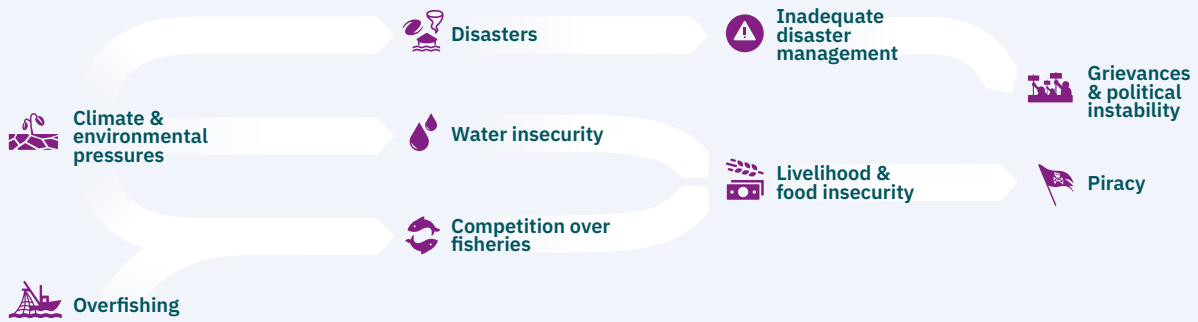 Disasters
Inadequate
disaster
management
Grievances
& political
instability
Climate &
environmental
pressures
Water insecurity
Livelihood &
food insecurity
Piracy
Competition over
fisheries
Overfishing